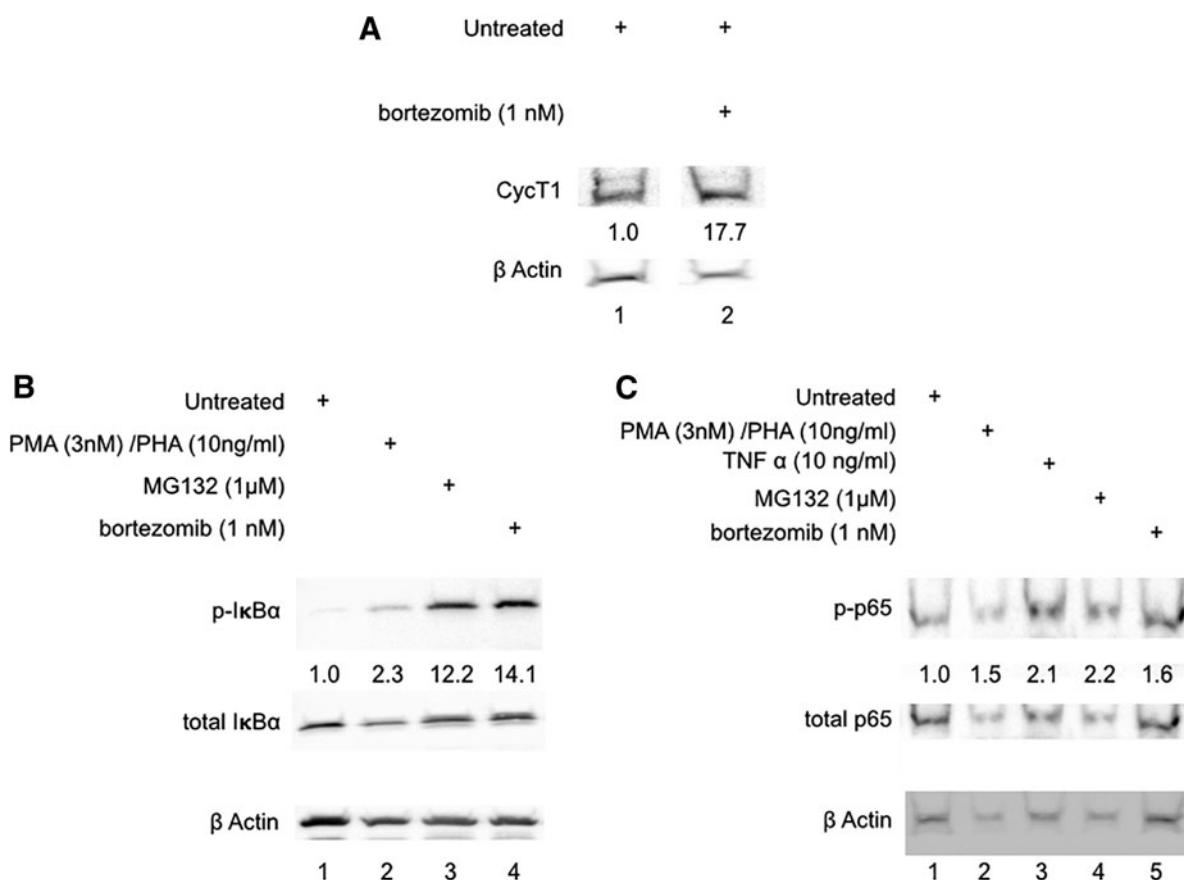 A Untreated + +
bortezomib (1 nM) +
CycT1
1.0 17.7
β Actin
1 2
B
Untreated +
PMA (3nM) /PHA (10ng/ml) +
MG132 (1µM) +
bortezomib (1 nM) +
p-IκBα
1.0 2.3 12.2 14.1
total IκBα
β Actin
1 2 3 4
C
Untreated +
PMA (3nM) /PHA (10ng/ml) +
TNF α (10 ng/ml) +
MG132 (1µM) +
bortezomib (1 nM) +
p-p65
1.0 1.5 2.1 2.2 1.6
total p65
β Actin
1 2 3 4 5